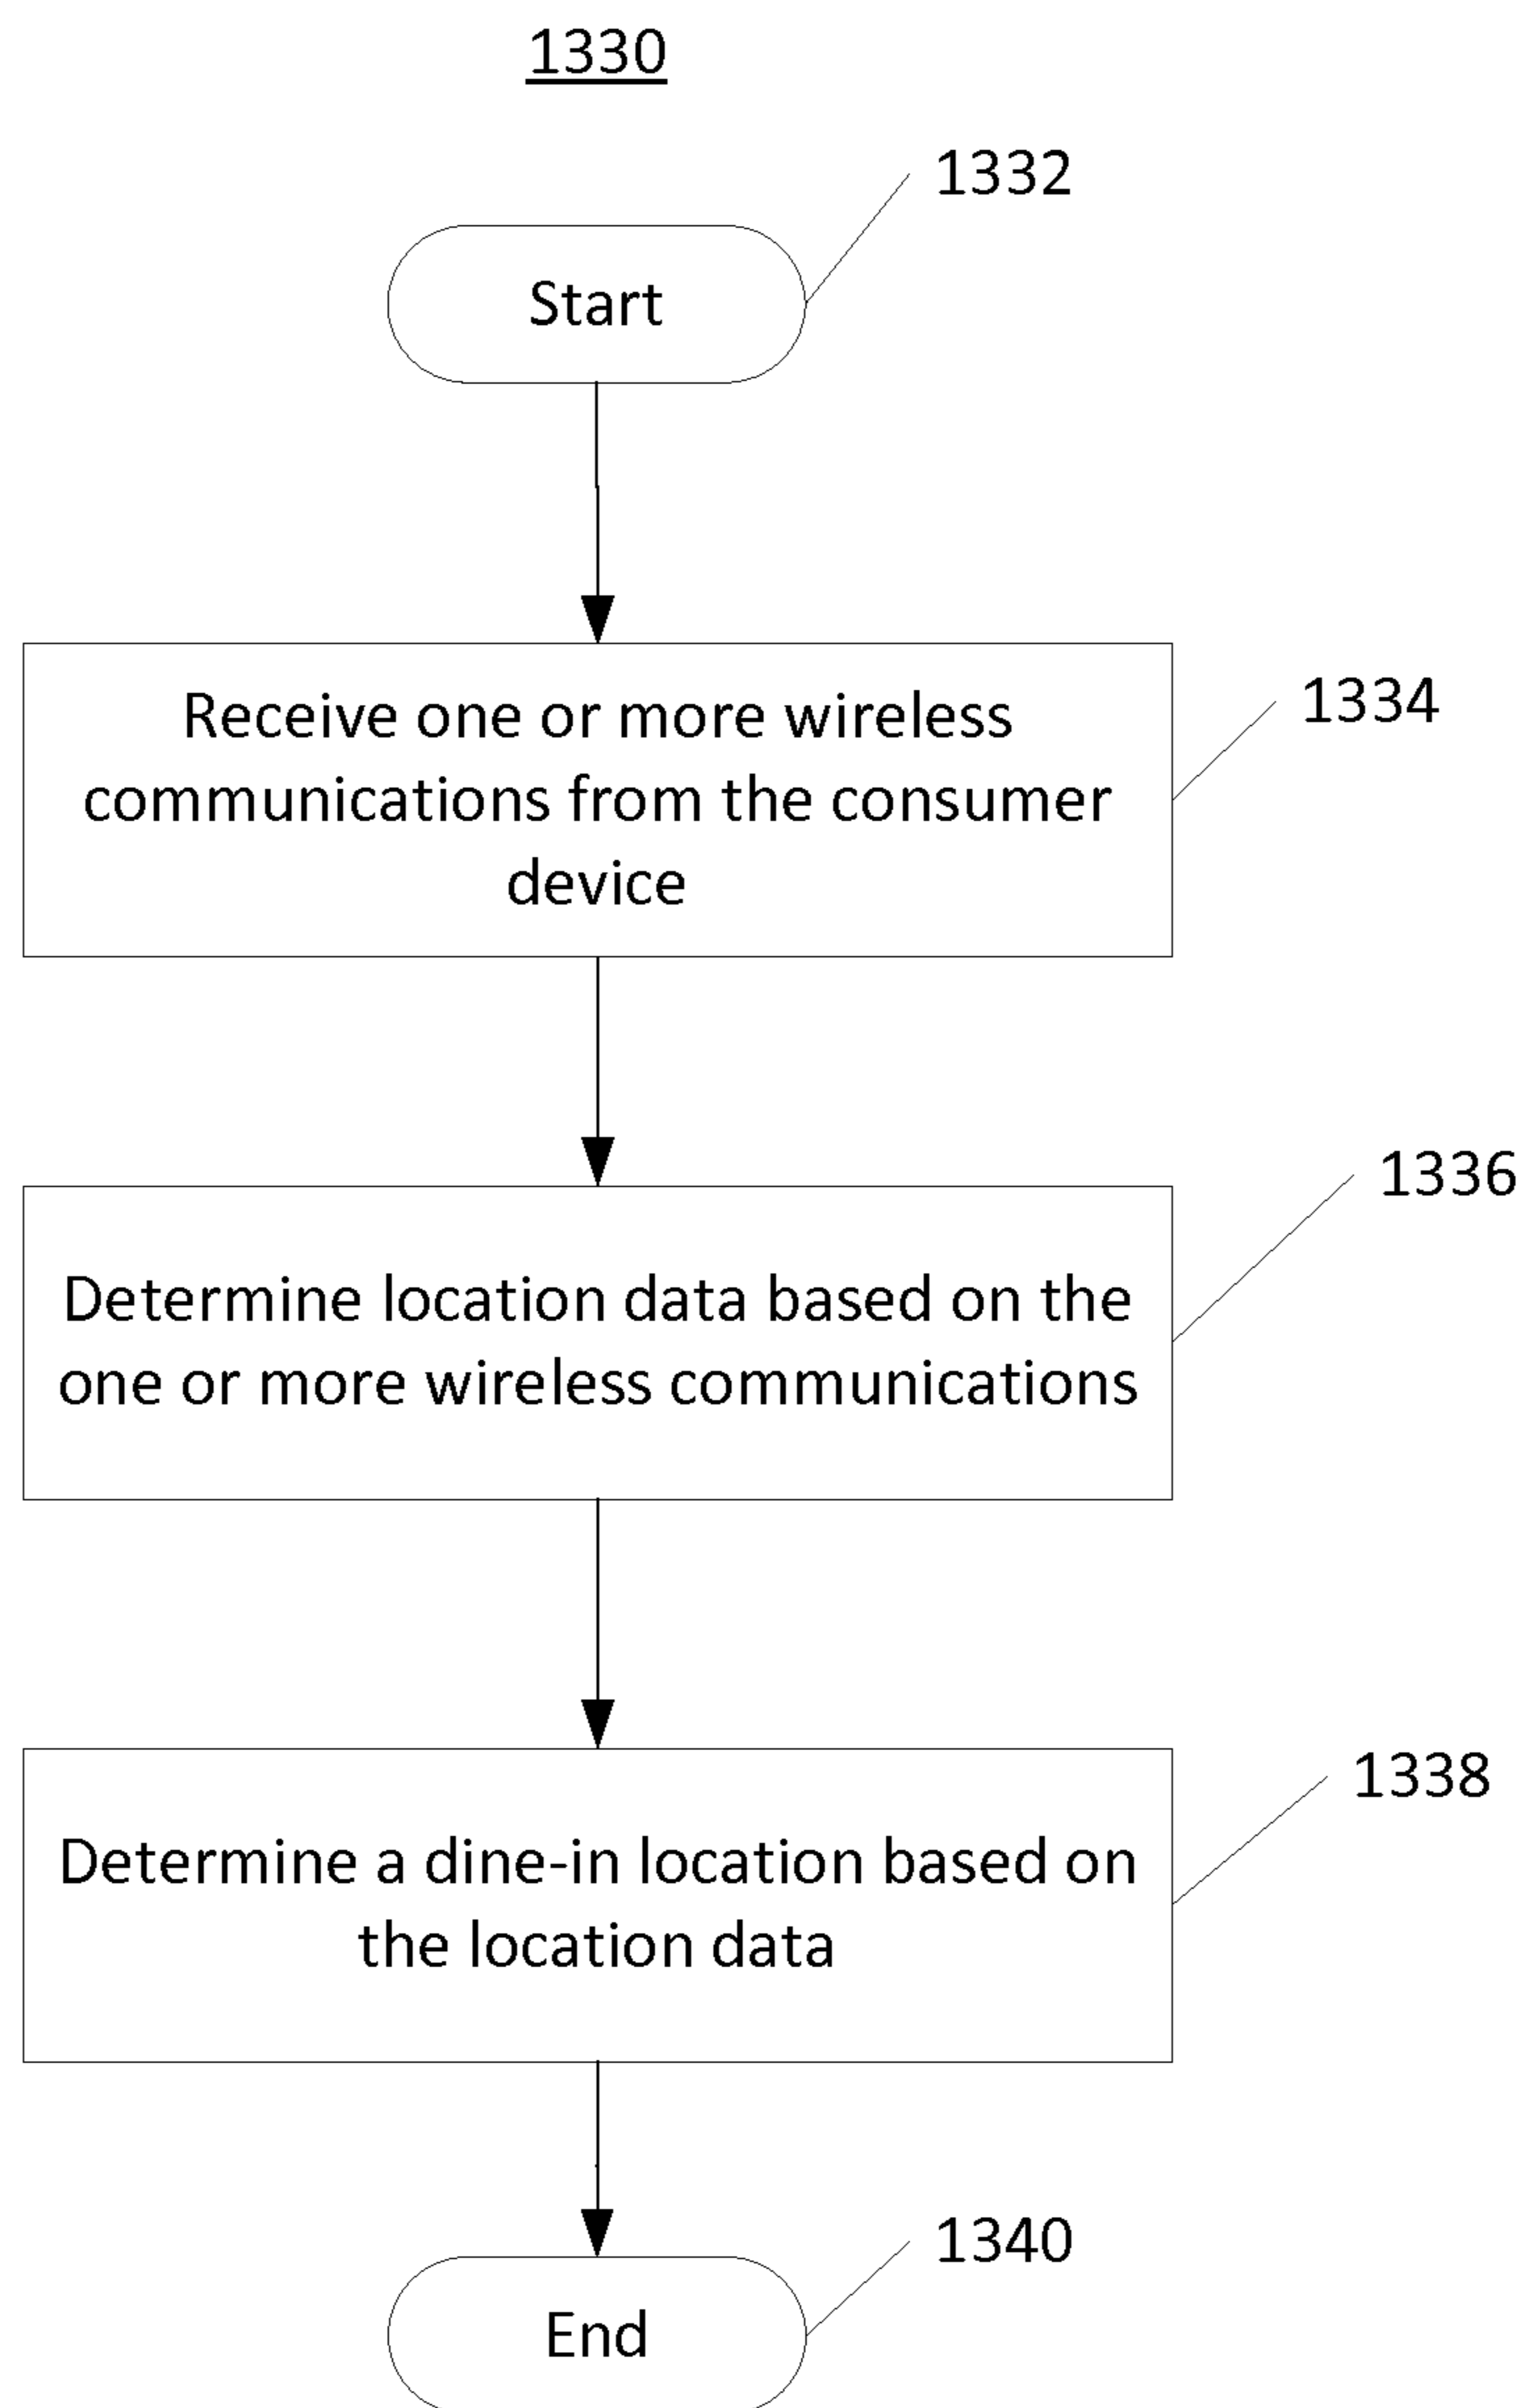 1330
1332
Start
1334
Receive one or more wireless
communications from the consumer
device
1336
Determine location data based on the
one or more wireless communications
1338
Determine a dine-in location based on
the location data
1340
End